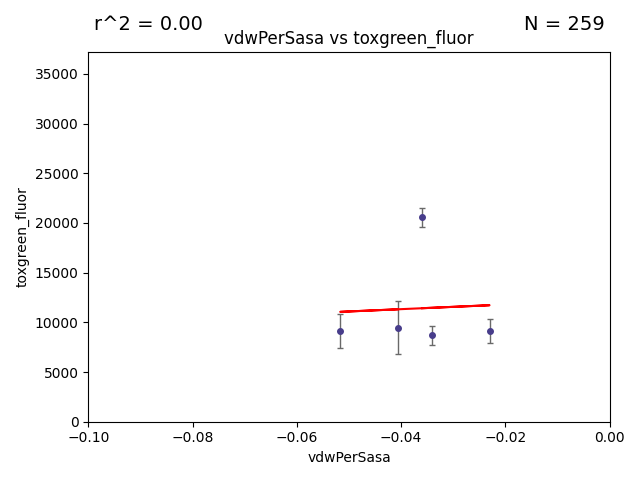 r^2 = 0.00
N = 259
vdwPerSasa vs toxgreen_fluor
35000
30000
25000
20000
15000
10000
5000
0
toxgreen_fluor
−0.10
−0.08
−0.06
−0.04
−0.02
0.00
vdwPerSasa